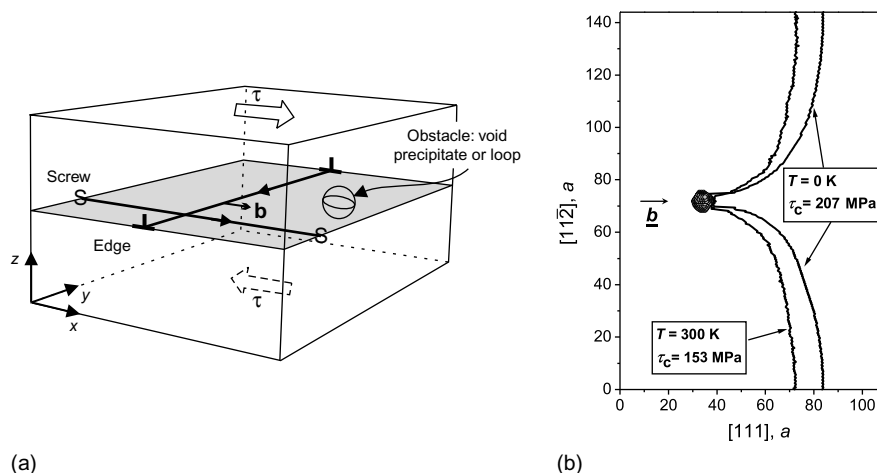 τ
Obstacle: void
precipitate or loop
Screw
S
b
S
Edge
z
y
x
τ
(a)
140
120
100
80
60
40
20
0
[112̄], a
b
T = 0 K
τc = 207 MPa
T = 300 K
τc = 153 MPa
0
20
40
60
80
100
[111], a
(b)